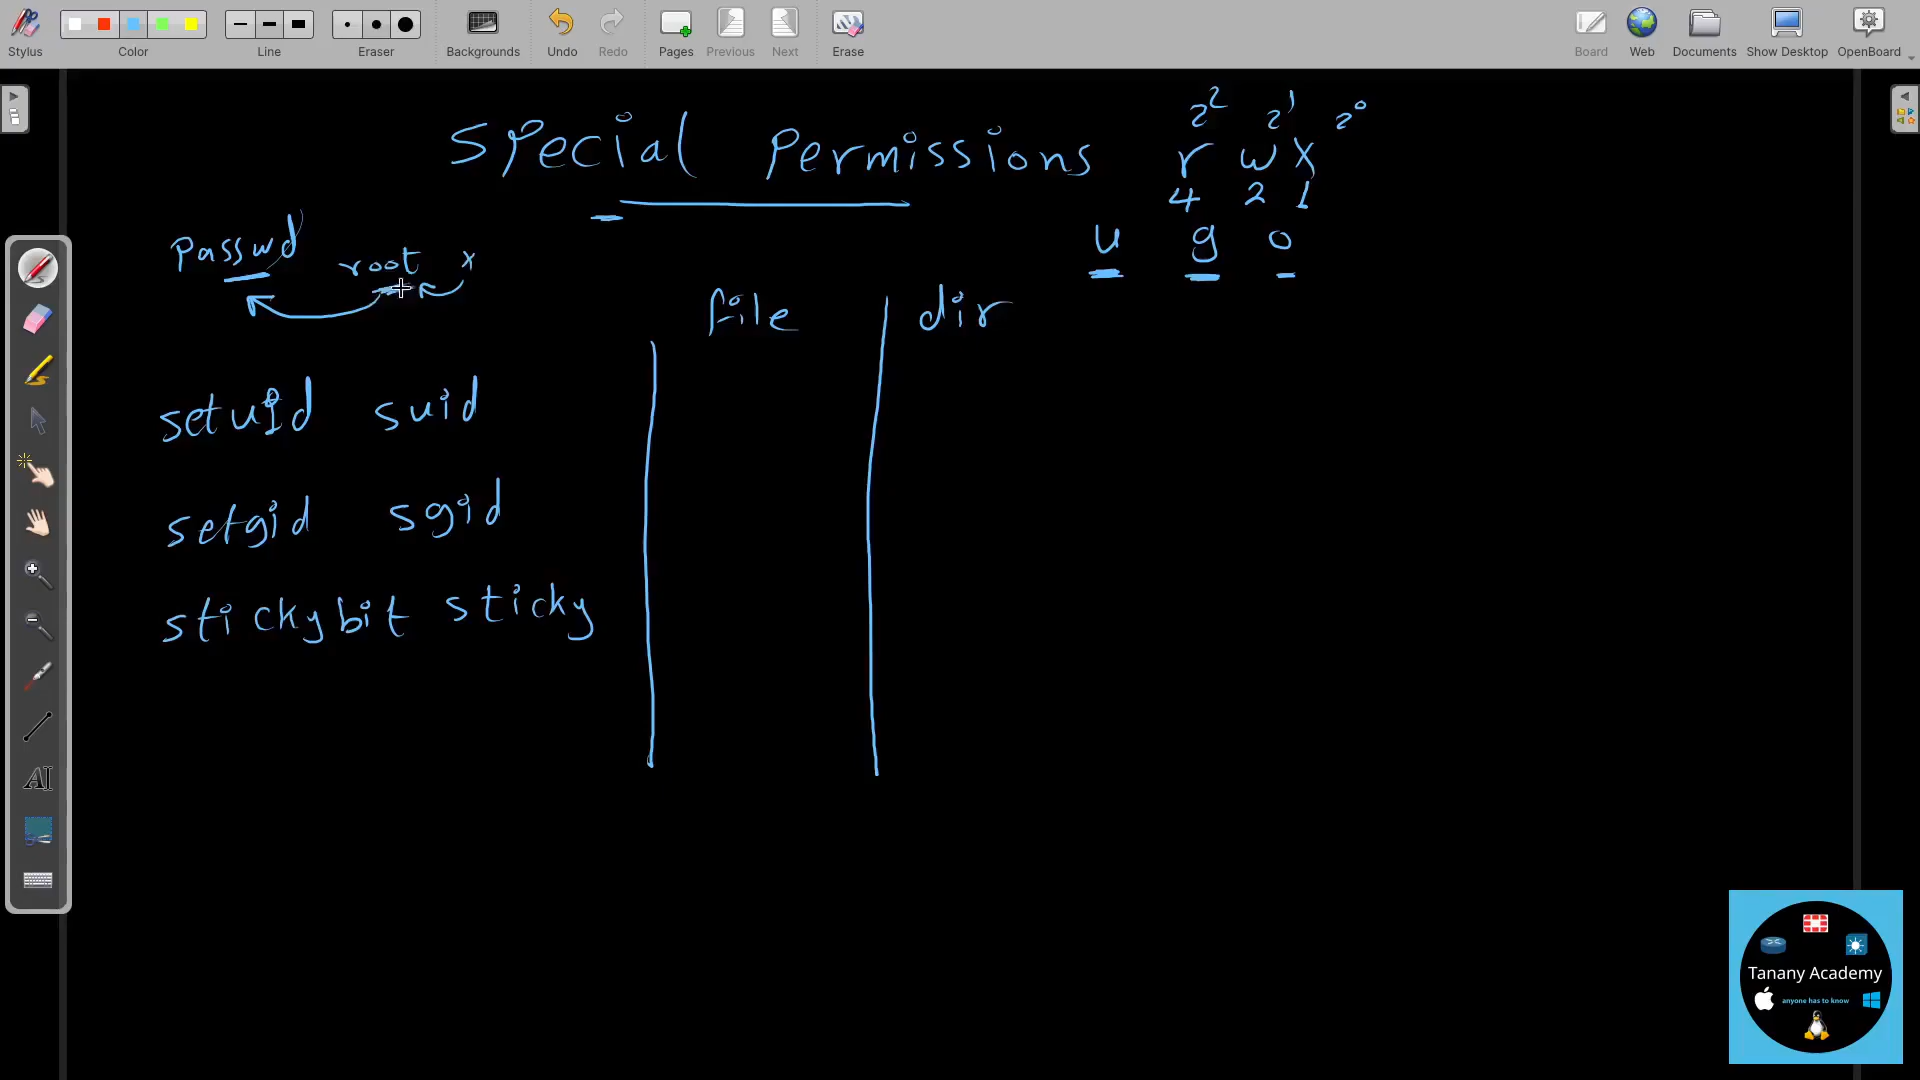 Stylus Color Line Eraser Backgrounds Undo Redo Pages Previous Next Erase Board Web Documents Show Desktop OpenBoard
2² 2¹ 2⁰
Special Permissions r w x
4 2 1
u g o
Passwd root x
file dir
setuid suid
setgid sgid
stickybit sticky
AI
Tanany Academy
anyone has to know